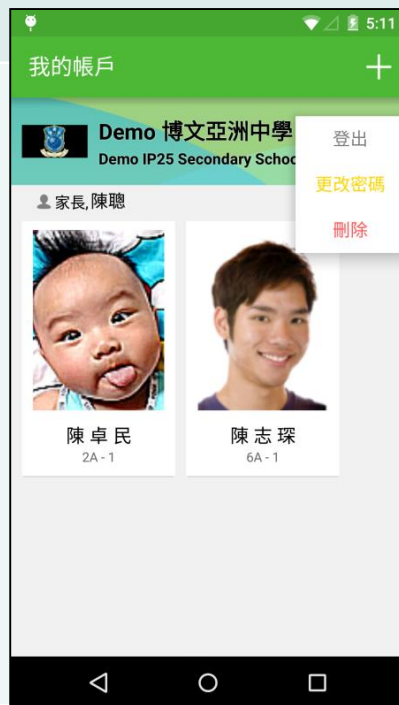 5:11
我的帳戶
Demo 博文亞洲中學
Demo IP25 Secondary Schoo
登出
更改密碼
刪除
家長,陳聰
陳卓民
2A - 1
陳志琛
6A - 1